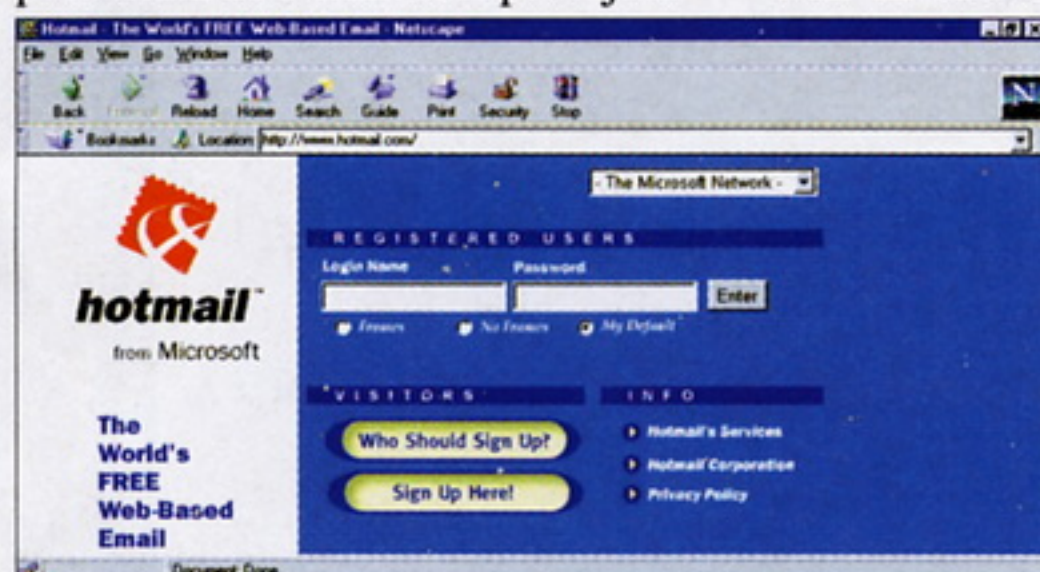 Hotmail - The World's FREE Web-Based Email - Netscape
File Edit View Go Window Help
Back Reload Home Search Guide Print Security Stop
N
Bookmarks Location http://www.hotmail.com/
- The Microsoft Network -
REGISTERED USERS
Login Name Password
Enter
Frames No Frames My Default
hotmail™
from Microsoft
VISITORS INFO
The
World's
FREE
Web-Based
Email
Who Should Sign Up?
Sign Up Here!
Hotmail's Services
Hotmail Corporation
Privacy Policy
Document: Done